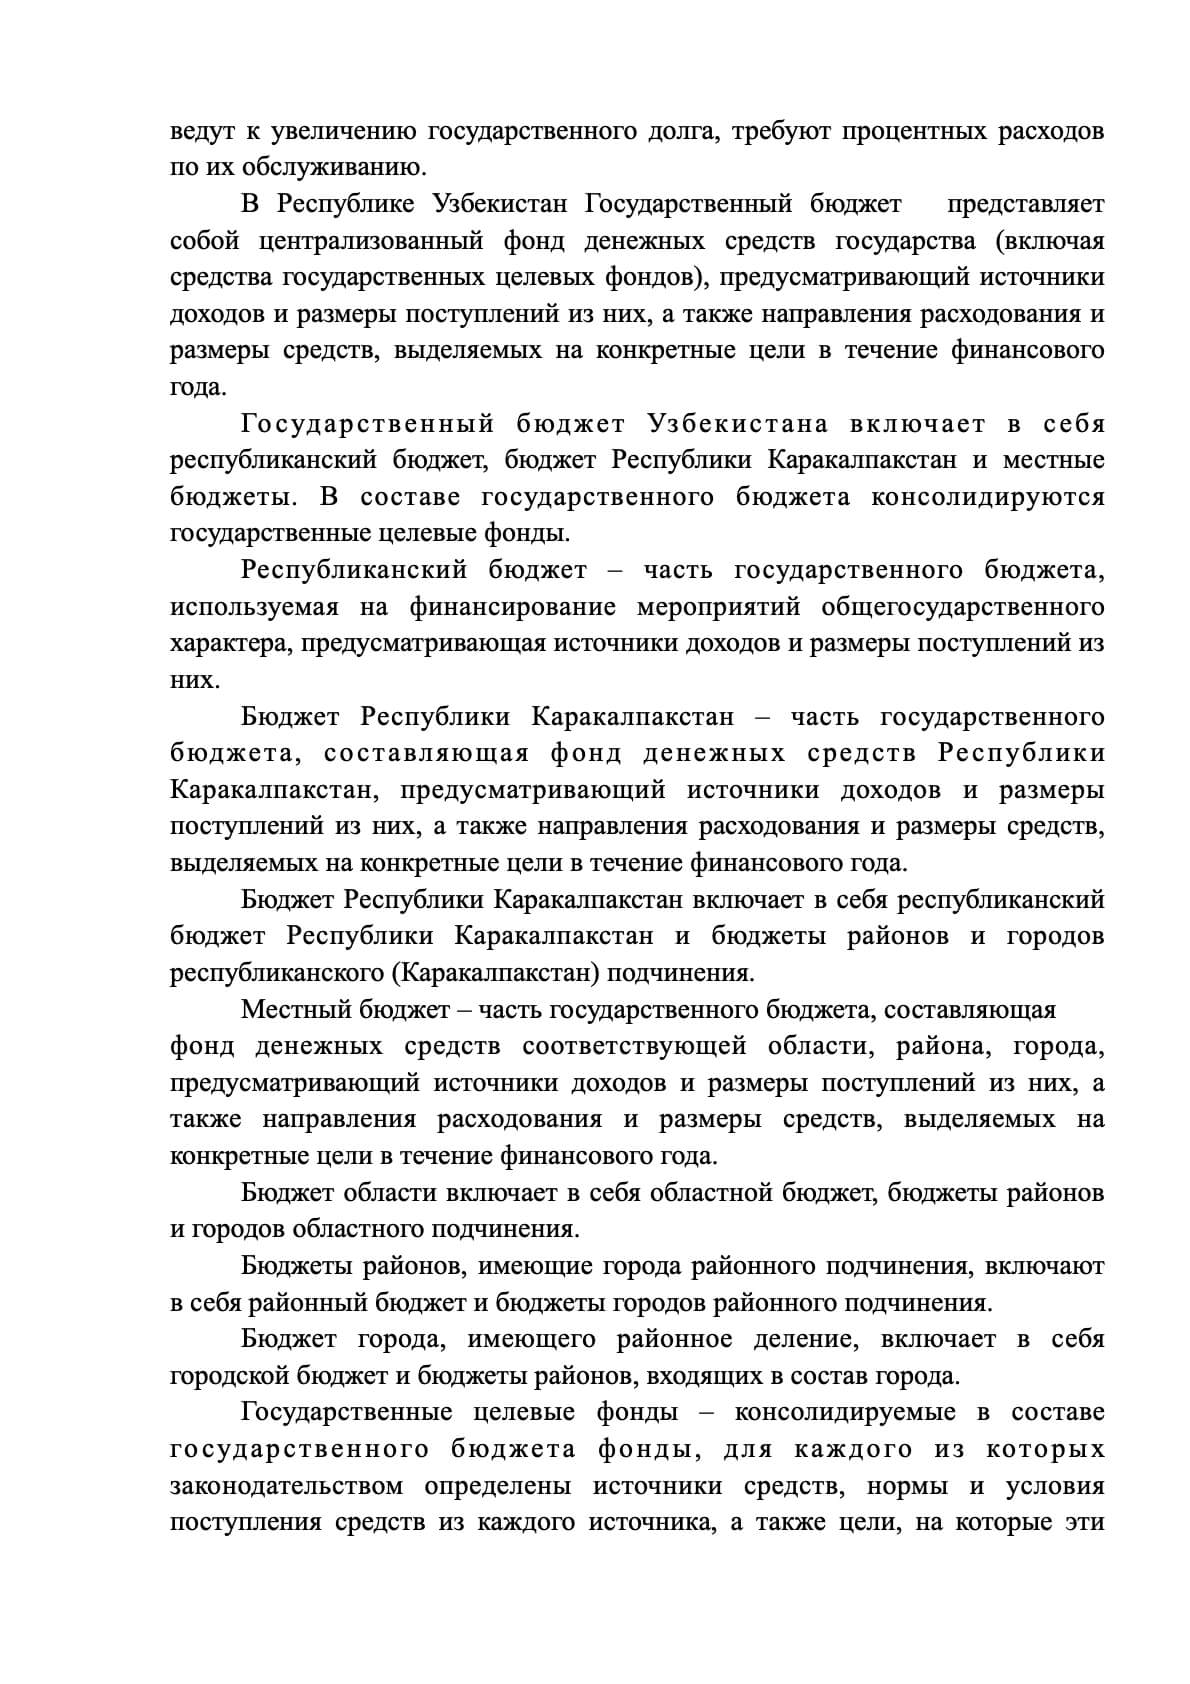 ведут к увеличению государственного долга, требуют процентных расходов
по их обслуживанию.
В Республике Узбекистан Государственный бюджет представляет
собой централизованный фонд денежных средств государства (включая
средства государственных целевых фондов), предусматривающий источники
доходов и размеры поступлений из них, а также направления расходования и
размеры средств, выделяемых на конкретные цели в течение финансового
года.
Государственный бюджет Узбекистана включает в себя
республиканский бюджет, бюджет Республики Каракалпакстан и местные
бюджеты. В составе государственного бюджета консолидируются
государственные целевые фонды.
Республиканский бюджет – часть государственного бюджета,
используемая на финансирование мероприятий общегосударственного
характера, предусматривающая источники доходов и размеры поступлений из
них.
Бюджет Республики Каракалпакстан – часть государственного
бюджета, составляющая фонд денежных средств Республики
Каракалпакстан, предусматривающий источники доходов и размеры
поступлений из них, а также направления расходования и размеры средств,
выделяемых на конкретные цели в течение финансового года.
Бюджет Республики Каракалпакстан включает в себя республиканский
бюджет Республики Каракалпакстан и бюджеты районов и городов
республиканского (Каракалпакстан) подчинения.
Местный бюджет – часть государственного бюджета, составляющая
фонд денежных средств соответствующей области, района, города,
предусматривающий источники доходов и размеры поступлений из них, а
также направления расходования и размеры средств, выделяемых на
конкретные цели в течение финансового года.
Бюджет области включает в себя областной бюджет, бюджеты районов
и городов областного подчинения.
Бюджеты районов, имеющие города районного подчинения, включают
в себя районный бюджет и бюджеты городов районного подчинения.
Бюджет города, имеющего районное деление, включает в себя
городской бюджет и бюджеты районов, входящих в состав города.
Государственные целевые фонды – консолидируемые в составе
государственного бюджета фонды, для каждого из которых
законодательством определены источники средств, нормы и условия
поступления средств из каждого источника, а также цели, на которые эти